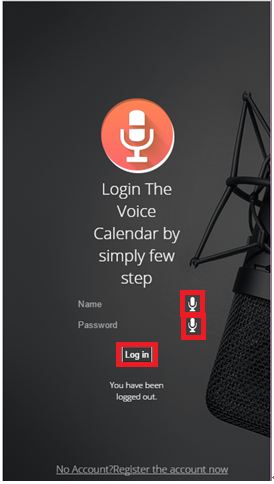 Login The
Voice
Calendar by
simply few
step
Name
Password
Log in
You have been
logged out.
No Account?Register the account now